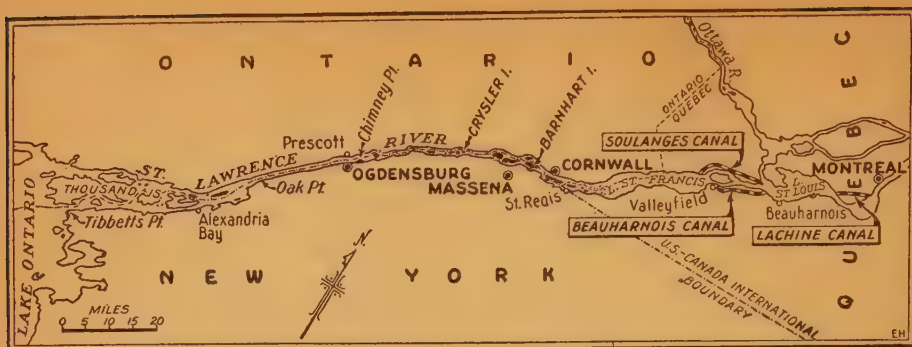 ONTARIO
QUEBEC
Ottawa R.
ONTARIO
QUEBEC
Chimney Pt.
CRYSLER I.
BARNHART I.
Prescott
ST. LAWRENCE RIVER
SOULANGES CANAL
CORNWALL
MONTREAL
OGDENSBURG
MASSENA
THOUSAND IS.
Oak Pt.
L. ST. FRANCIS
L. ST LOUIS
St. Regis
Valleyfield
Beauharnois
Tibbetts Pt.
Alexandria
Bay
BEAUHARNOIS CANAL
LACHINE CANAL
LAKE ONTARIO
N.
NEW YORK
U.S.-CANADA INTERNATIONAL
BOUNDARY
MILES
0 5 10 15 20
EH